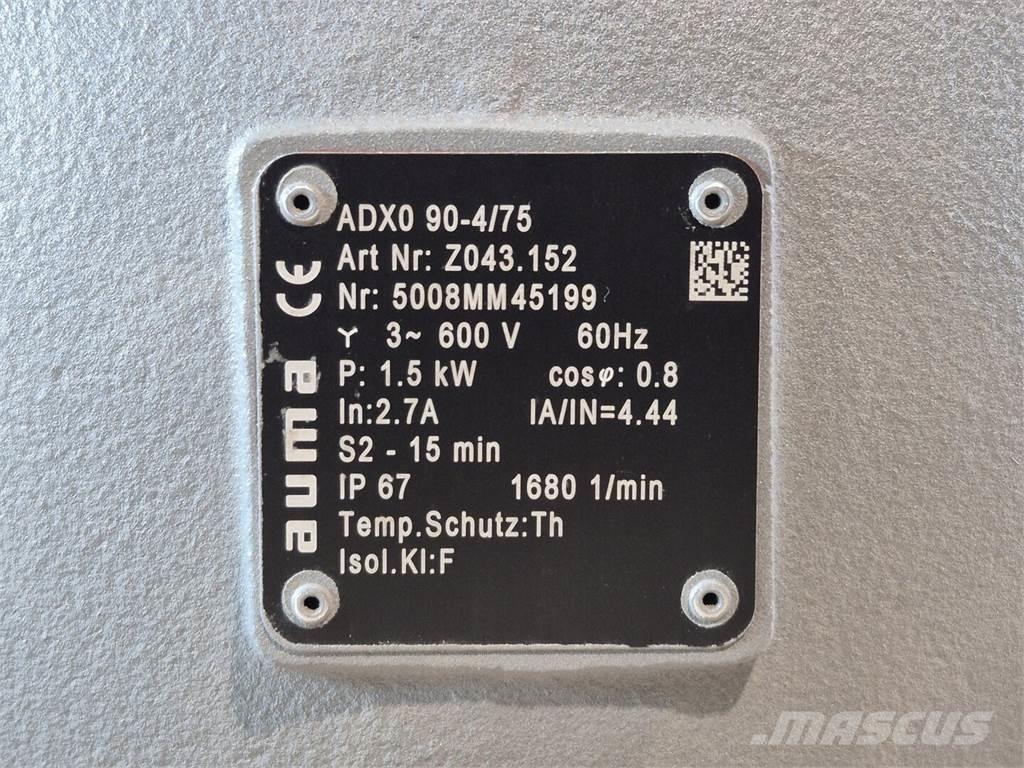 ADX0 90-4/75
Art Nr: Z043.152
Nr: 5008MM45199
Y 3~ 600 V 60Hz
P: 1.5 kW cosφ: 0.8
In:2.7A IA/IN=4.44
S2 - 15 min
IP 67 1680 1/min
Temp.Schutz:Th
Isol.Kl:F
CE
auma
MASCUS